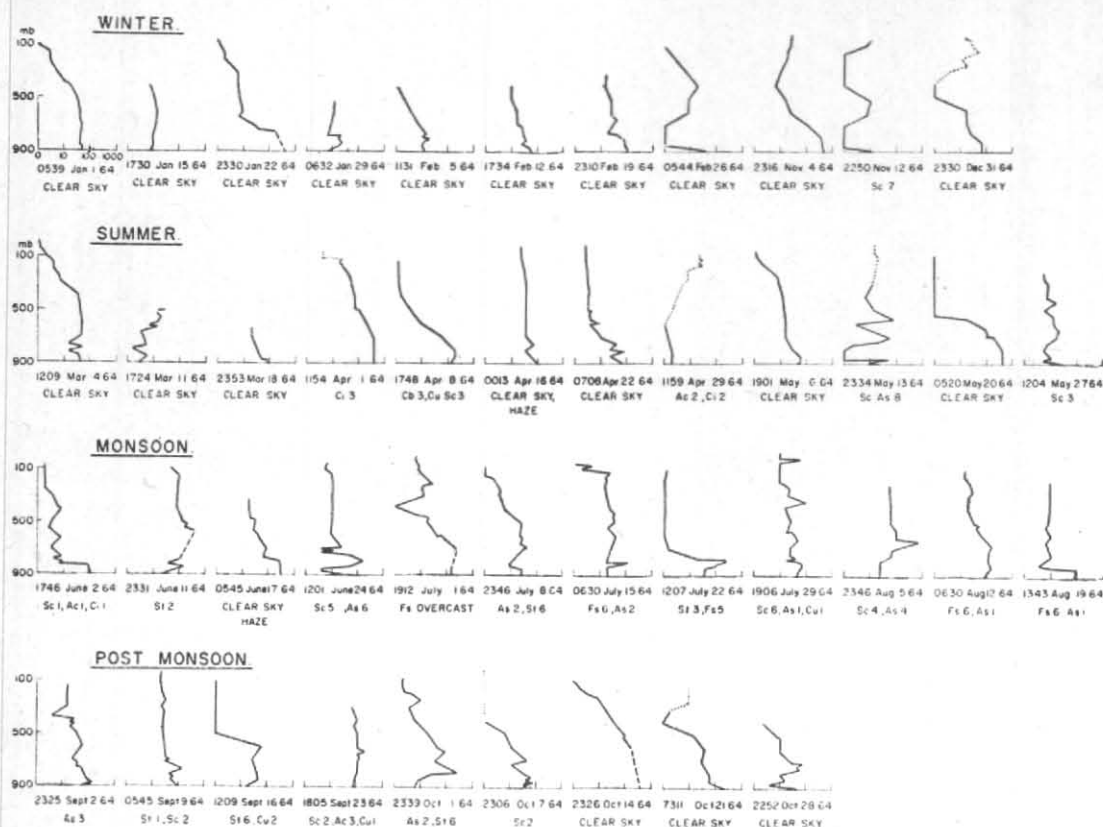 WINTER.
mb
100
500
900
0 10 100 1000
0539 Jan 1 64 1730 Jan 15 64 2330 Jan 22 64 0632 Jan 29 64 1131 Feb 5 64 1734 Feb 12 64 2310 Feb 19 64 0544 Feb 26 64 2316 Nov 4 64 2250 Nov 12 64 2330 Dec 31 64
CLEAR SKY CLEAR SKY CLEAR SKY CLEAR SKY CLEAR SKY CLEAR SKY CLEAR SKY CLEAR SKY CLEAR SKY Sc 7 CLEAR SKY
SUMMER.
mb
100
500
900
1209 Mar 4 64 1724 Mar 11 64 2353 Mar 18 64 1154 Apr 1 64 1748 Apr 8 64 0013 Apr 16 64 0706 Apr 22 64 1159 Apr 29 64 1901 May 6 64 2334 May 13 64 0520 May 20 64 1204 May 27 64
CLEAR SKY CLEAR SKY CLEAR SKY Ci 3 Cb 3, Cu Sc 3 CLEAR SKY, CLEAR SKY Ac 2, Ci 2 CLEAR SKY Sc As 8 CLEAR SKY Sc 3
HAZE
MONSOON.
100
500
900
1746 June 2 64 2331 June 11 64 0545 June 17 64 1201 June 24 64 1912 July 1 64 2346 July 8 64 0630 July 15 64 1207 July 22 64 1906 July 29 64 2346 Aug 5 64 0630 Aug 12 64 1343 Aug 19 64
Sc 1, Ac 1, Ci 1 St 2 CLEAR SKY Sc 5, As 6 Fs OVERCAST As 2, St 6 Fs 6, As 2 St 3, Fs 5 Sc 6, As 1, Cu 1 Sc 4, As 4 Fs 6, As 1 Fs 6 As 1
HAZE
POST MONSOON.
100
500
900
2325 Sept 2 64 0545 Sept 9 64 1209 Sept 16 64 1805 Sept 23 64 2339 Oct 1 64 2306 Oct 7 64 2326 Oct 14 64 7311 Oct 21 64 2252 Oct 28 64
As 3 St 1, Sc 2 St 6, Cu 2 Sc 2, Ac 3, Cu 1 As 2, St 6 Sc 2 CLEAR SKY CLEAR SKY CLEAR SKY